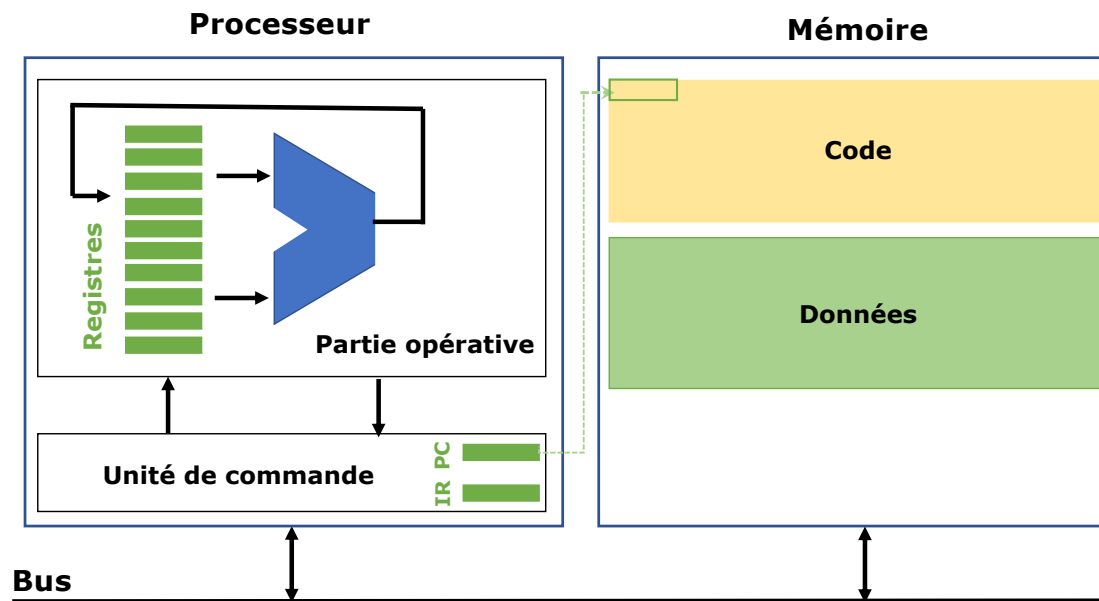 Processeur
Mémoire
Code
Registres
Données
Partie opérative
Unité de commande
PC
IR
Bus